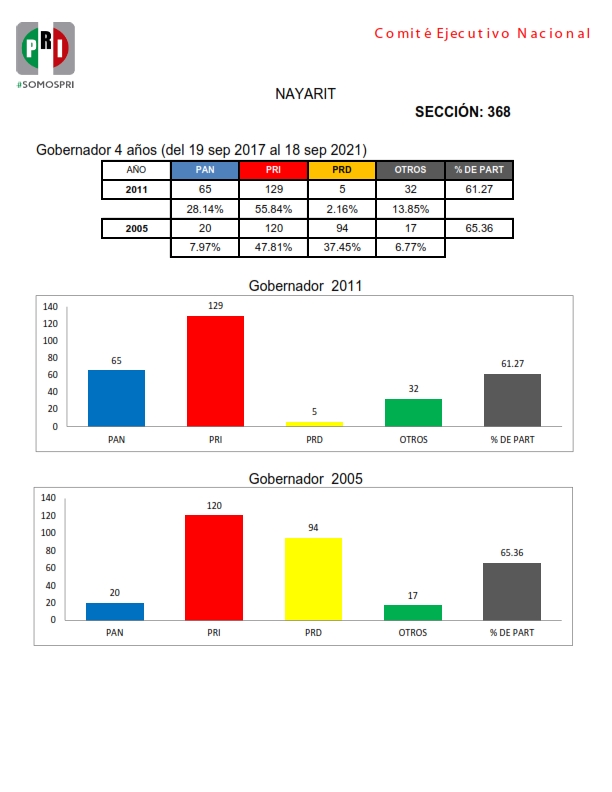 PRI
#SOMOSPRI
Comité Ejecutivo Nacional
NAYARIT
SECCIÓN: 368
Gobernador 4 años (del 19 sep 2017 al 18 sep 2021)
AÑO PAN PRI PRD OTROS % DE PART
2011 65 129 5 32 61.27
28.14% 55.84% 2.16% 13.85%
2005 20 120 94 17 65.36
7.97% 47.81% 37.45% 6.77%
Gobernador 2011
140
120
100
80
60
40
20
0
65
129
5
32
61.27
PAN PRI PRD OTROS % DE PART
Gobernador 2005
140
120
100
80
60
40
20
0
20
120
94
17
65.36
PAN PRI PRD OTROS % DE PART